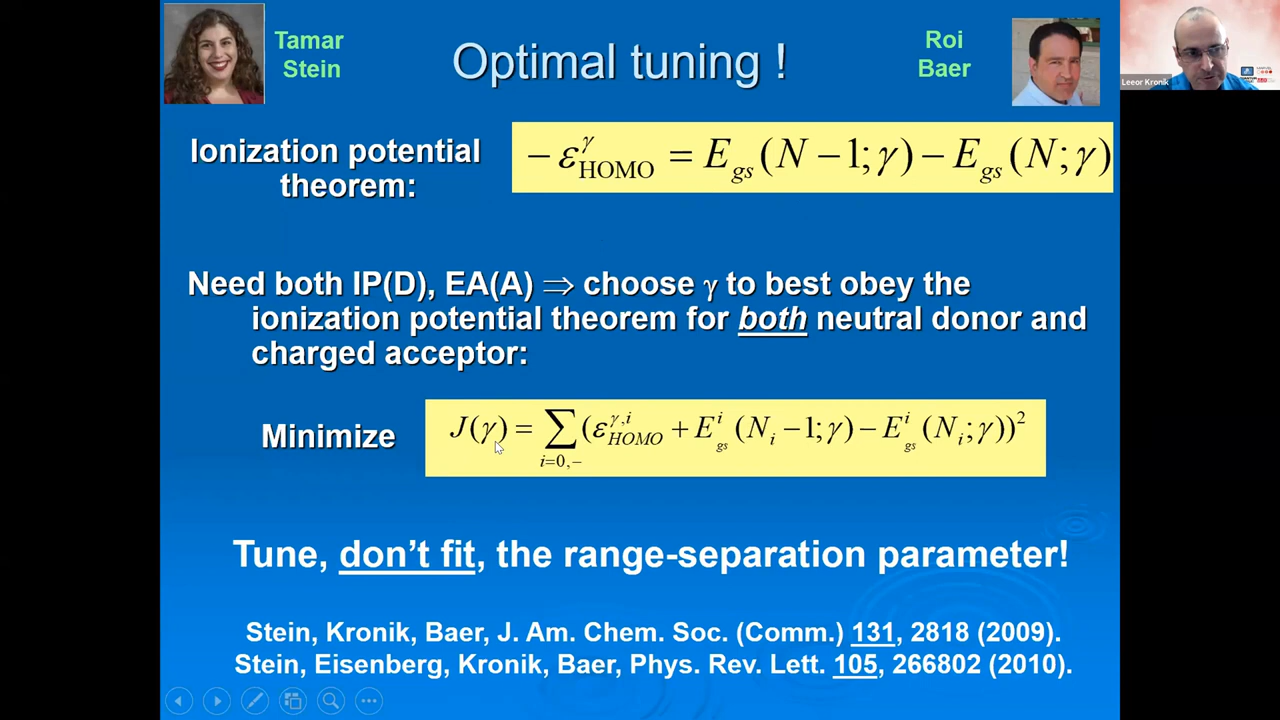 Tamar
Stein
Optimal tuning !
Roi
Baer
Leeor Kronik
Ionization potential
theorem:
− ε^γ_HOMO = E_gs (N − 1; γ) − E_gs (N; γ)
Need both IP(D), EA(A) ⇒ choose γ to best obey the
ionization potential theorem for both neutral donor and
charged acceptor:
Minimize
J(γ) = ∑_{i=0,−} (ε^{γ,i}_HOMO + E^i_gs (N_i − 1; γ) − E^i_gs (N_i; γ))^2
Tune, don’t fit, the range-separation parameter!
Stein, Kronik, Baer, J. Am. Chem. Soc. (Comm.) 131, 2818 (2009).
Stein, Eisenberg, Kronik, Baer, Phys. Rev. Lett. 105, 266802 (2010).